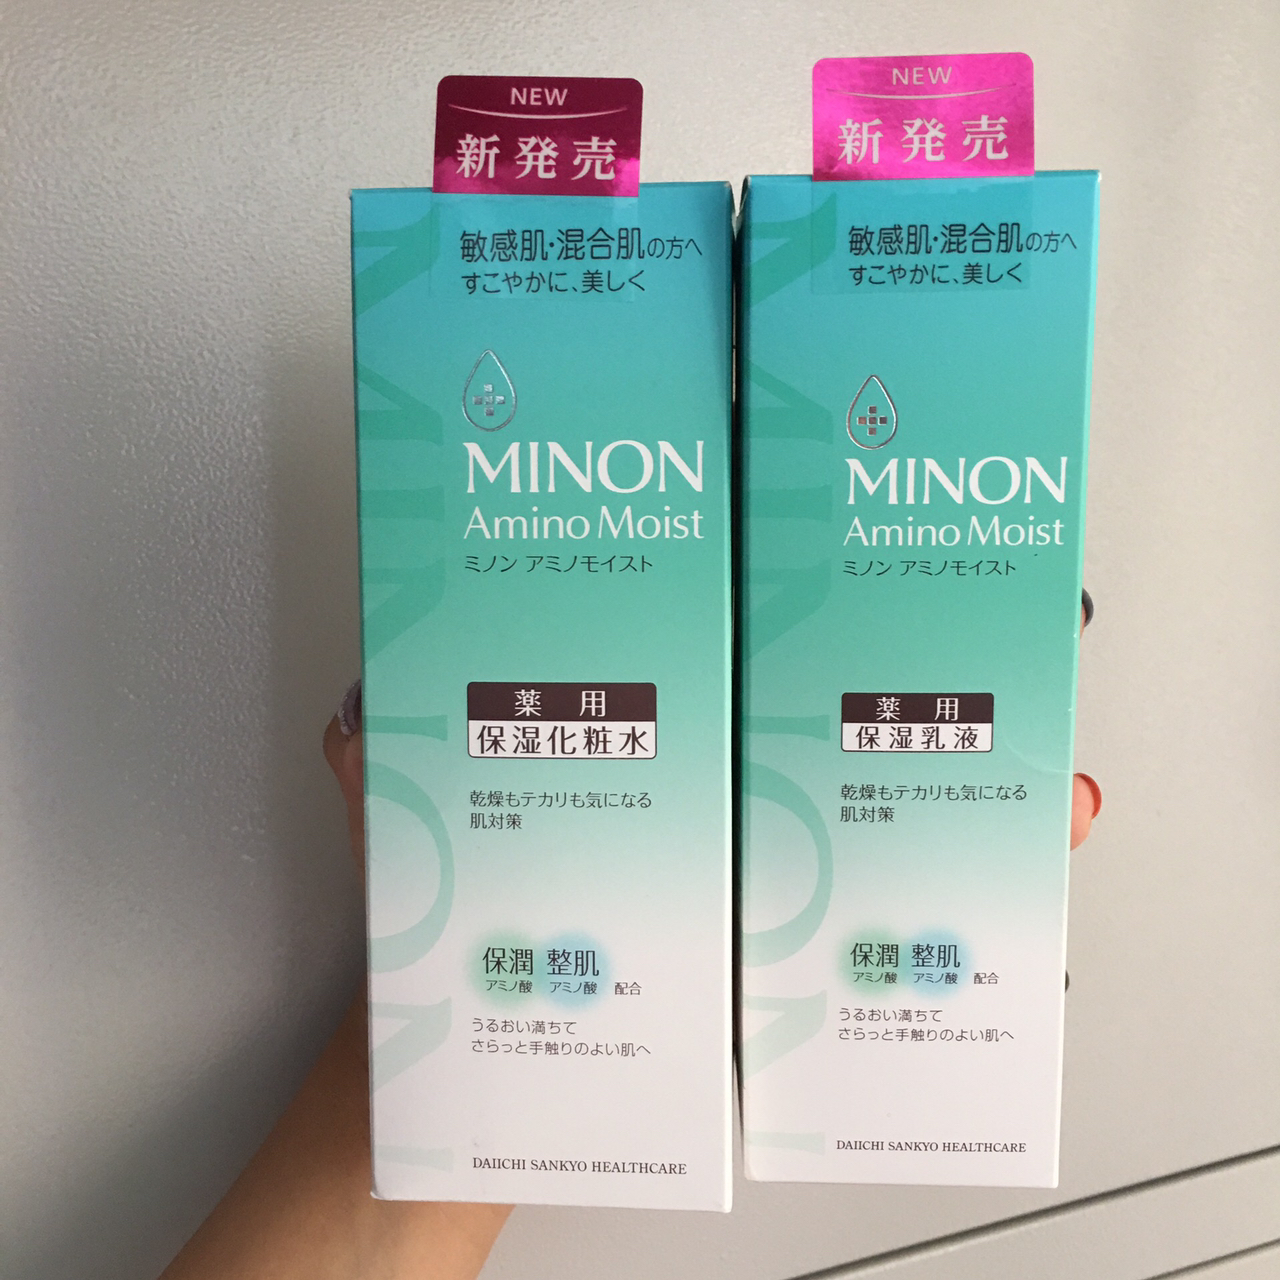 NEW
新発売
敏感肌・混合肌の方へ
すこやかに、美しく
MINON
Amino Moist
ミノン アミノモイスト
薬用
保湿化粧水
乾燥もテカリも気になる
肌対策
保潤 整肌
アミノ酸 アミノ酸 配合
うるおい満ちて
さらっと手触りのよい肌へ
DAIICHI SANKYO HEALTHCARE
MINON
NEW
新発売
敏感肌・混合肌の方へ
すこやかに、美しく
MINON
Amino Moist
ミノン アミノモイスト
薬用
保湿乳液
乾燥もテカリも気になる
肌対策
保潤 整肌
アミノ酸 アミノ酸 配合
うるおい満ちて
さらっと手触りのよい肌へ
DAIICHI SANKYO HEALTHCARE
MINON